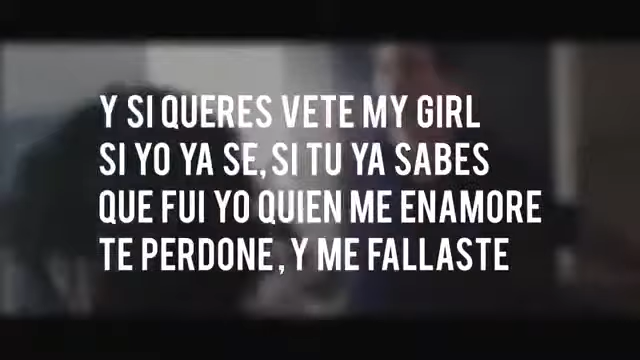 Y SI QUERES VETE MY GIRL
SI YO YA SE, SI TU YA SABES
QUE FUI YO QUIEN ME ENAMORE
TE PERDONE, Y ME FALLASTE